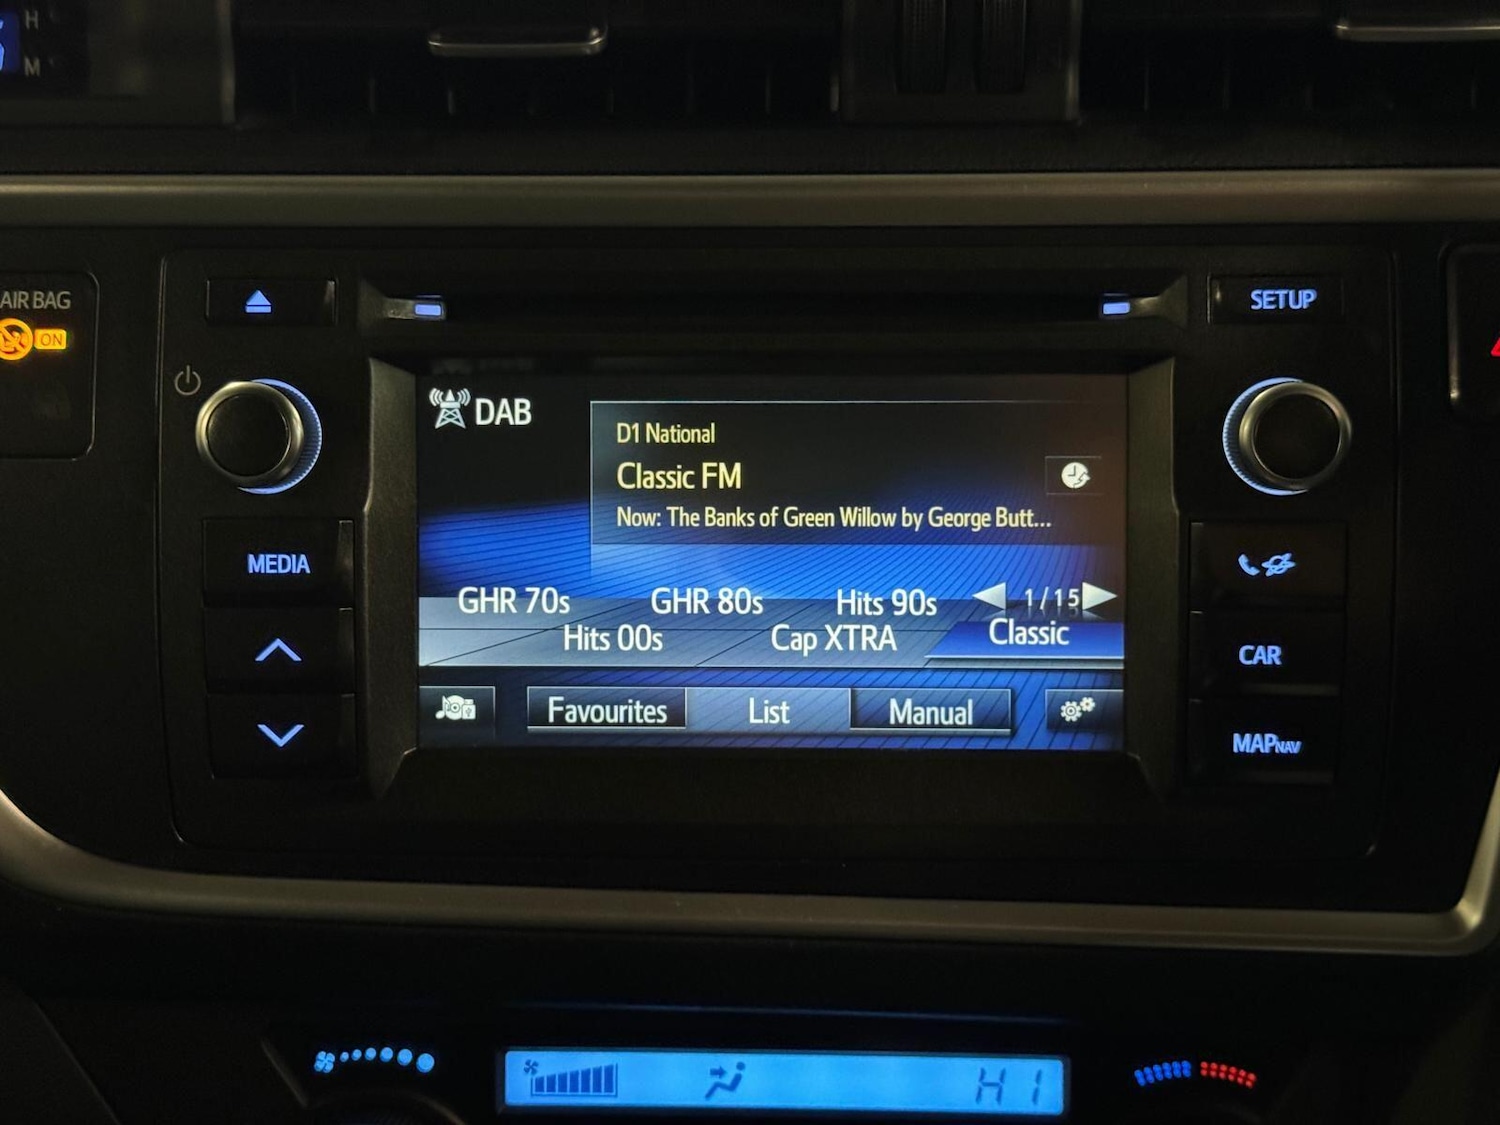 H
M
AIR BAG
ON
SETUP
DAB
D1 National
Classic FM
Now: The Banks of Green Willow by George Butt...
MEDIA
GHR 70s GHR 80s Hits 90s 1/15
Hits 00s Cap XTRA Classic
CAR
Favourites List Manual
MAPNAV
HI